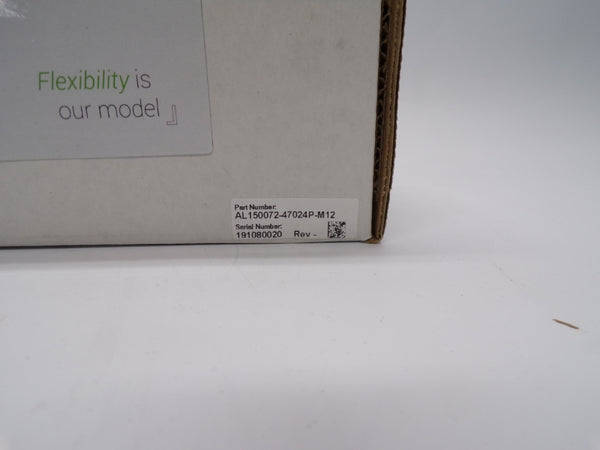 Flexibility is
our model
Part Number:
AL150072-47024P-M12
Serial Number:
191080020 Rev -